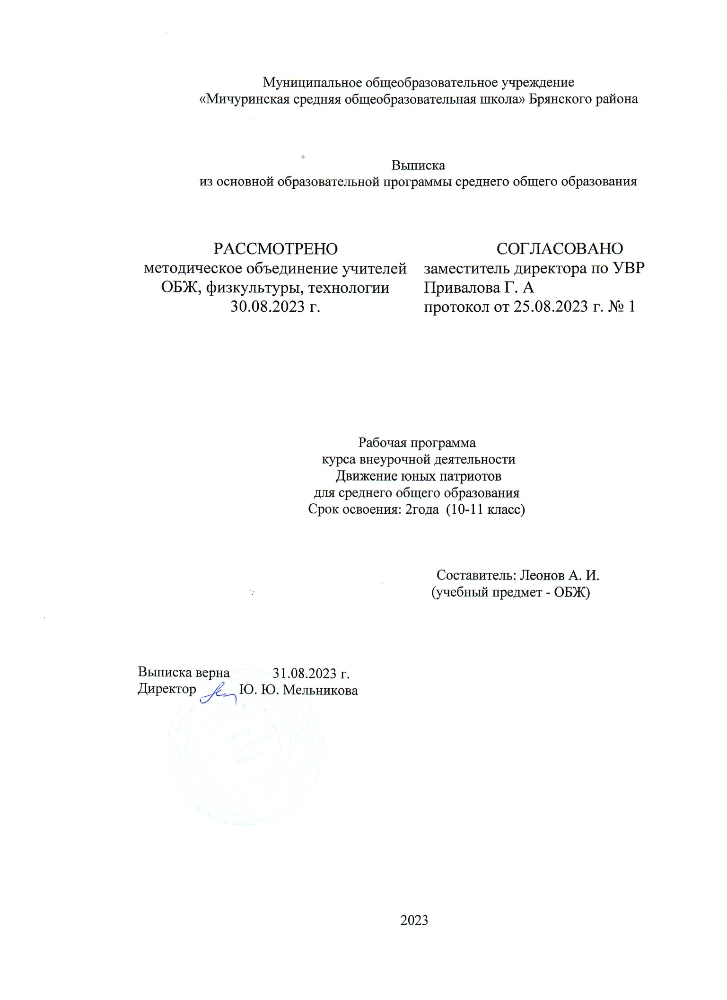 Муниципальное общеобразовательное учреждение
«Мичуринская средняя общеобразовательная школа» Брянского района
Выписка
из основной образовательной программы среднего общего образования
РАССМОТРЕНО
методическое объединение учителей
ОБЖ, физкультуры, технологии
30.08.2023 г.
СОГЛАСОВАНО
заместитель директора по УВР
Привалова Г. А
протокол от 25.08.2023 г. № 1
Рабочая программа
курса внеурочной деятельности
Движение юных патриотов
для среднего общего образования
Срок освоения: 2года (10-11 класс)
Составитель: Леонов А. И.
(учебный предмет - ОБЖ)
Выписка верна 31.08.2023 г.
Директор Ю. Ю. Мельникова
2023